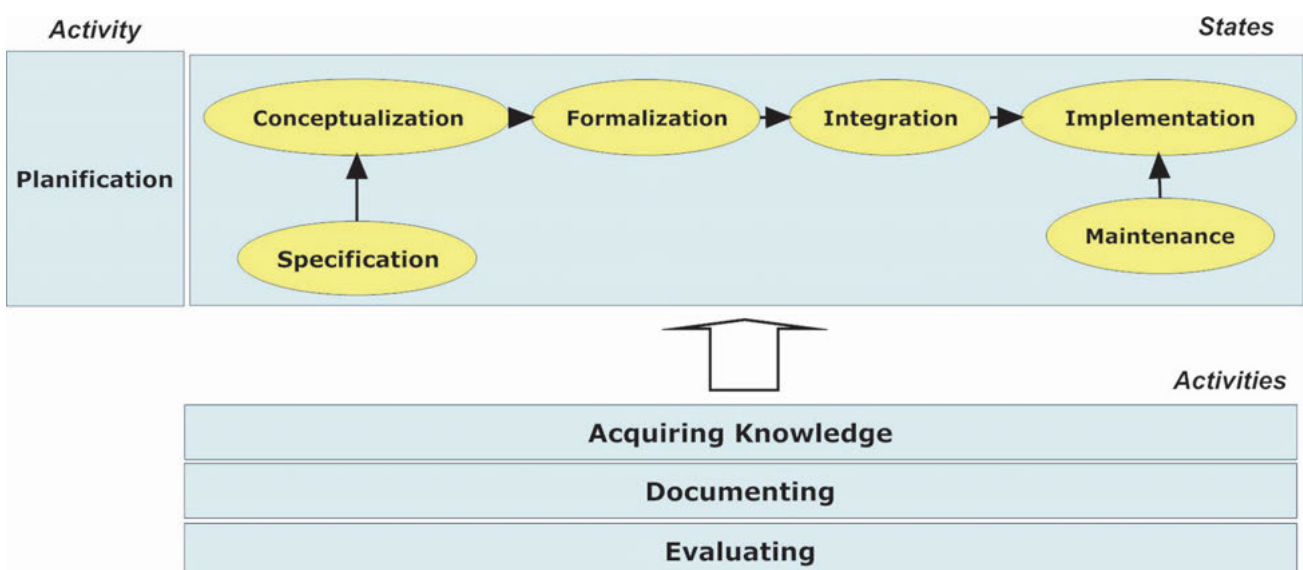 Activity
States
Conceptualization
Formalization
Integration
Implementation
Planification
Specification
Maintenance
Activities
Acquiring Knowledge
Documenting
Evaluating